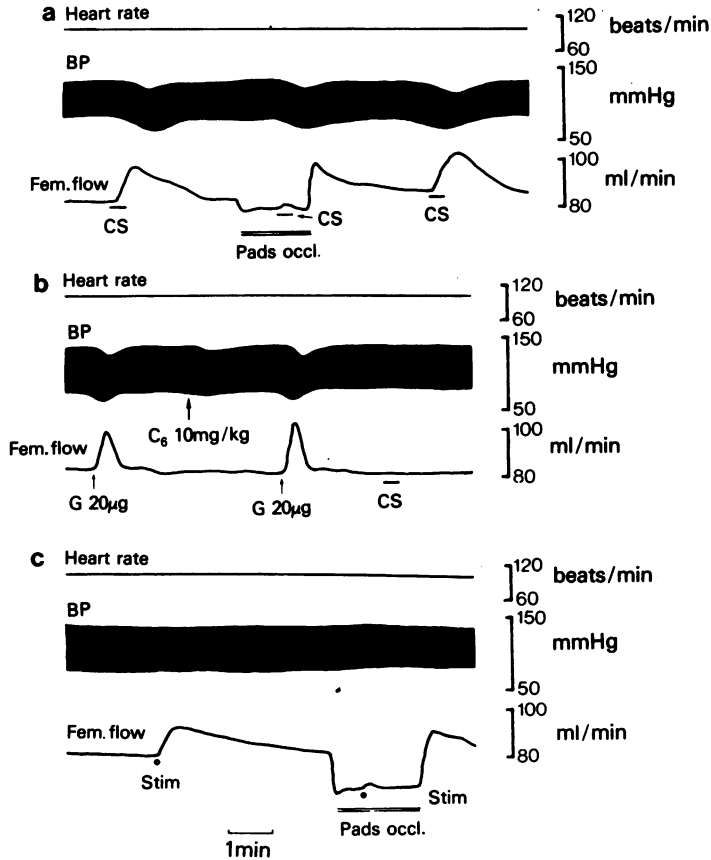 a Heart rate
120
60
beats/min
BP
150
50
mmHg
Fem.flow
100
80
ml/min
CS
CS
CS
Pads occl.
b Heart rate
120
60
beats/min
BP
150
50
mmHg
C6 10mg/kg
Fem.flow
100
80
ml/min
G 20µg
G 20µg
CS
c Heart rate
120
60
beats/min
BP
150
50
mmHg
Fem.flow
100
80
ml/min
Stim
Stim
Pads occl.
1min